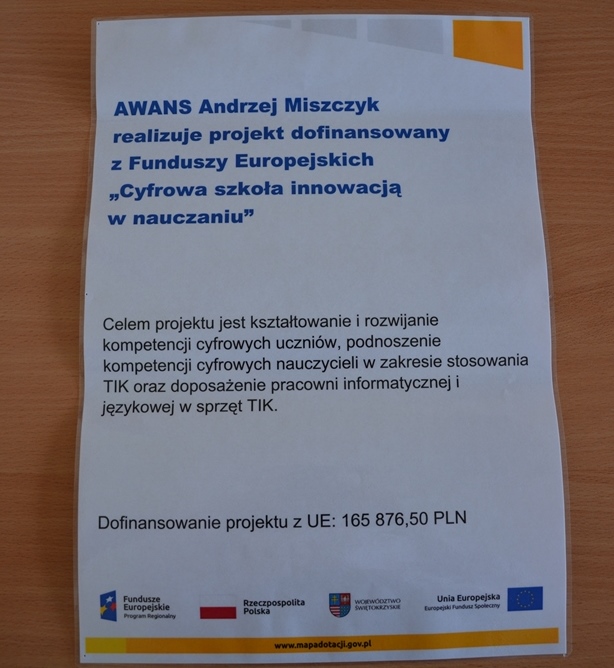 AWANS Andrzej Miszczyk
realizuje projekt dofinansowany
z Funduszy Europejskich
„Cyfrowa szkoła innowacją
w nauczaniu”
Celem projektu jest kształtowanie i rozwijanie
kompetencji cyfrowych uczniów, podnoszenie
kompetencji cyfrowych nauczycieli w zakresie stosowania
TIK oraz doposażenie pracowni informatycznej i
językowej w sprzęt TIK.
Dofinansowanie projektu z UE: 165 876,50 PLN
Fundusze
Europejskie
Program Regionalny
Rzeczpospolita
Polska
WOJEWÓDZTWO
ŚWIĘTOKRZYSKIE
Unia Europejska
Europejski Fundusz Społeczny
www.mapadotacji.gov.pl